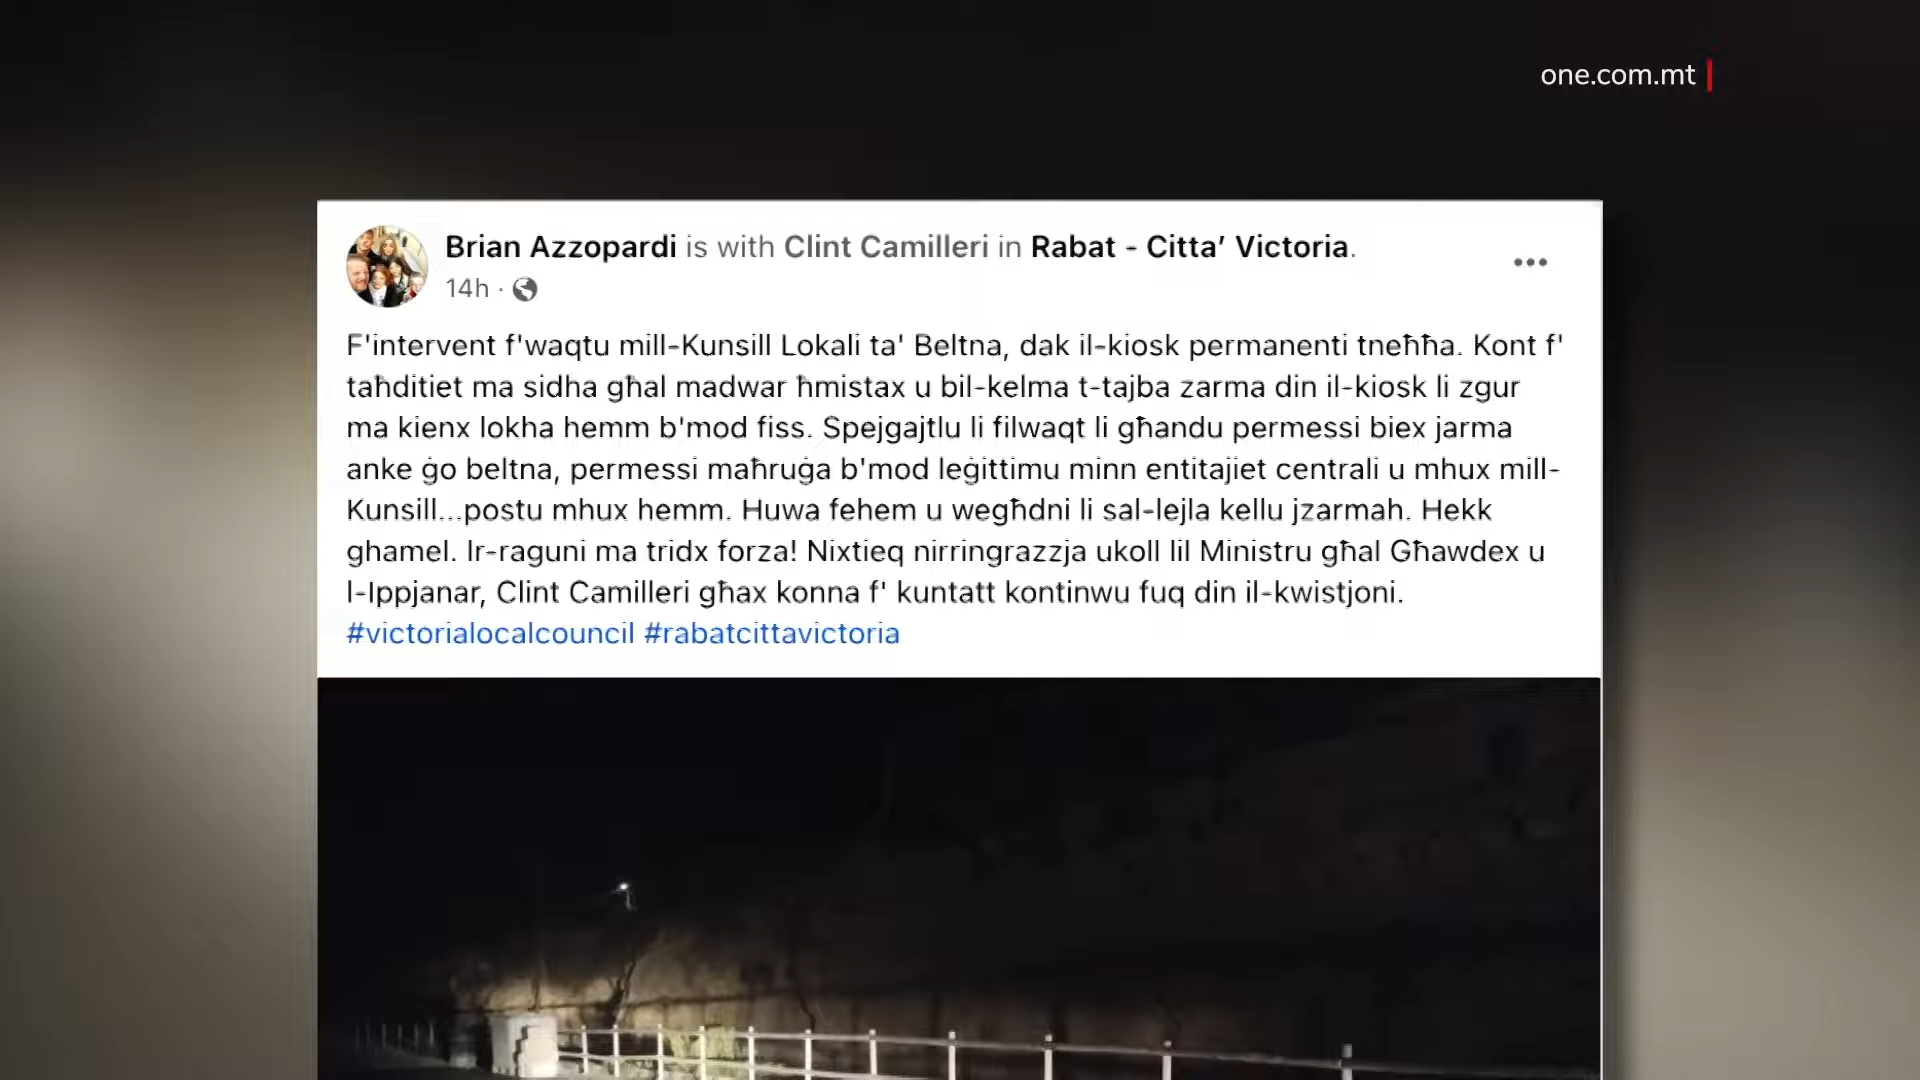 one.com.mt
Brian Azzopardi is with Clint Camilleri in Rabat - Citta’ Victoria.
14h ·
F'intervent f'waqtu mill-Kunsill Lokali ta' Beltna, dak il-kiosk permanenti tneħħa. Kont f'
taħditiet ma sidha għal madwar ħmistax u bil-kelma t-tajba zarma din il-kiosk li zgur
ma kienx lokha hemm b'mod fiss. Spejgajtlu li filwaqt li għandu permessi biex jarma
anke ġo beltna, permessi maħruġa b'mod leġittimu minn entitajiet centrali u mhux mill-
Kunsill...postu mhux hemm. Huwa fehem u wegħdni li sal-lejla kellu jzarmah. Hekk
ghamel. Ir-raguni ma tridx forza! Nixtieq nirringrazzja ukoll lil Ministru għal Għawdex u
l-Ippjanar, Clint Camilleri għax konna f' kuntatt kontinwu fuq din il-kwistjoni.
#victorialocalcouncil #rabatcittavictoria